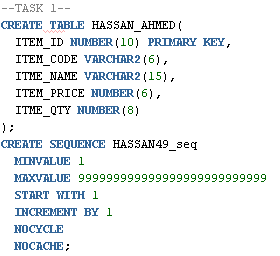 --TASK 1--
CREATE TABLE HASSAN_AHMED(
ITEM_ID NUMBER(10) PRIMARY KEY,
ITEM_CODE VARCHAR2(6),
ITME_NAME VARCHAR2(15),
ITEM_PRICE NUMBER(6),
ITME_QTY NUMBER(8)
);
CREATE SEQUENCE HASSAN49_seq
MINVALUE 1
MAXVALUE 999999999999999999999999999
START WITH 1
INCREMENT BY 1
NOCYCLE
NOCACHE;